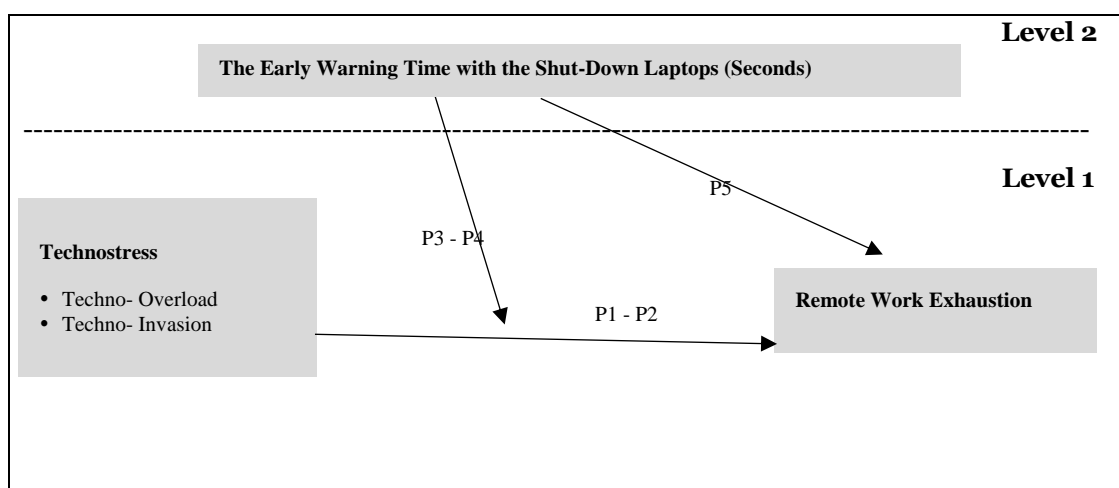 Level 2
The Early Warning Time with the Shut-Down Laptops (Seconds)
Level 1
P5
Technostress
P3 - P4
• Techno- Overload
• Techno- Invasion
Remote Work Exhaustion
P1 - P2